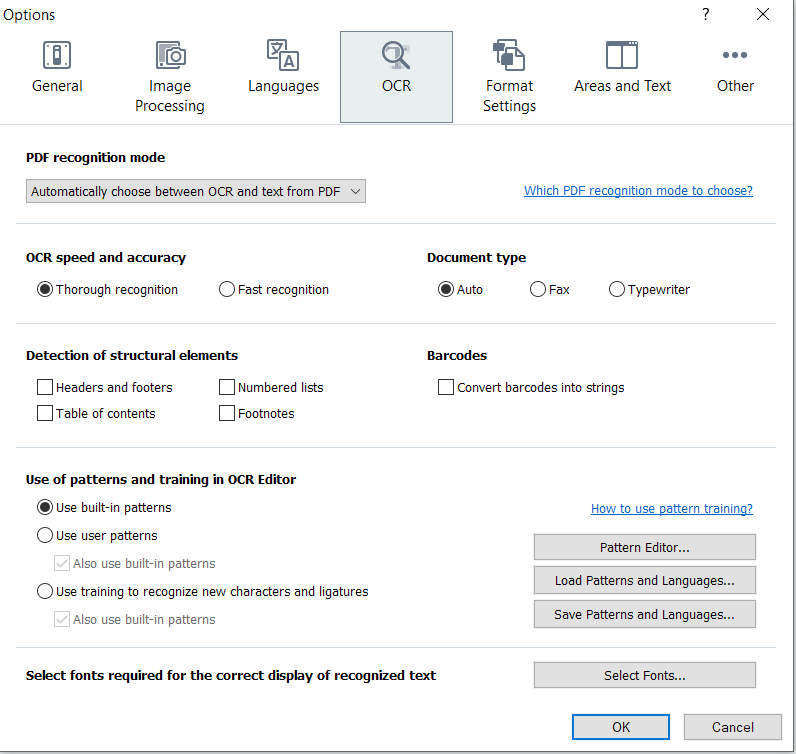 Options
?
General
Image
Processing
Languages
OCR
Format
Settings
Areas and Text
Other
PDF recognition mode
Automatically choose between OCR and text from PDF
Which PDF recognition mode to choose?
OCR speed and accuracy
Document type
Thorough recognition
Fast recognition
Auto
Fax
Typewriter
Detection of structural elements
Barcodes
Headers and footers
Numbered lists
Convert barcodes into strings
Table of contents
Footnotes
Use of patterns and training in OCR Editor
Use built-in patterns
How to use pattern training?
Use user patterns
Pattern Editor...
Also use built-in patterns
Load Patterns and Languages...
Use training to recognize new characters and ligatures
Save Patterns and Languages...
Also use built-in patterns
Select fonts required for the correct display of recognized text
Select Fonts...
OK
Cancel